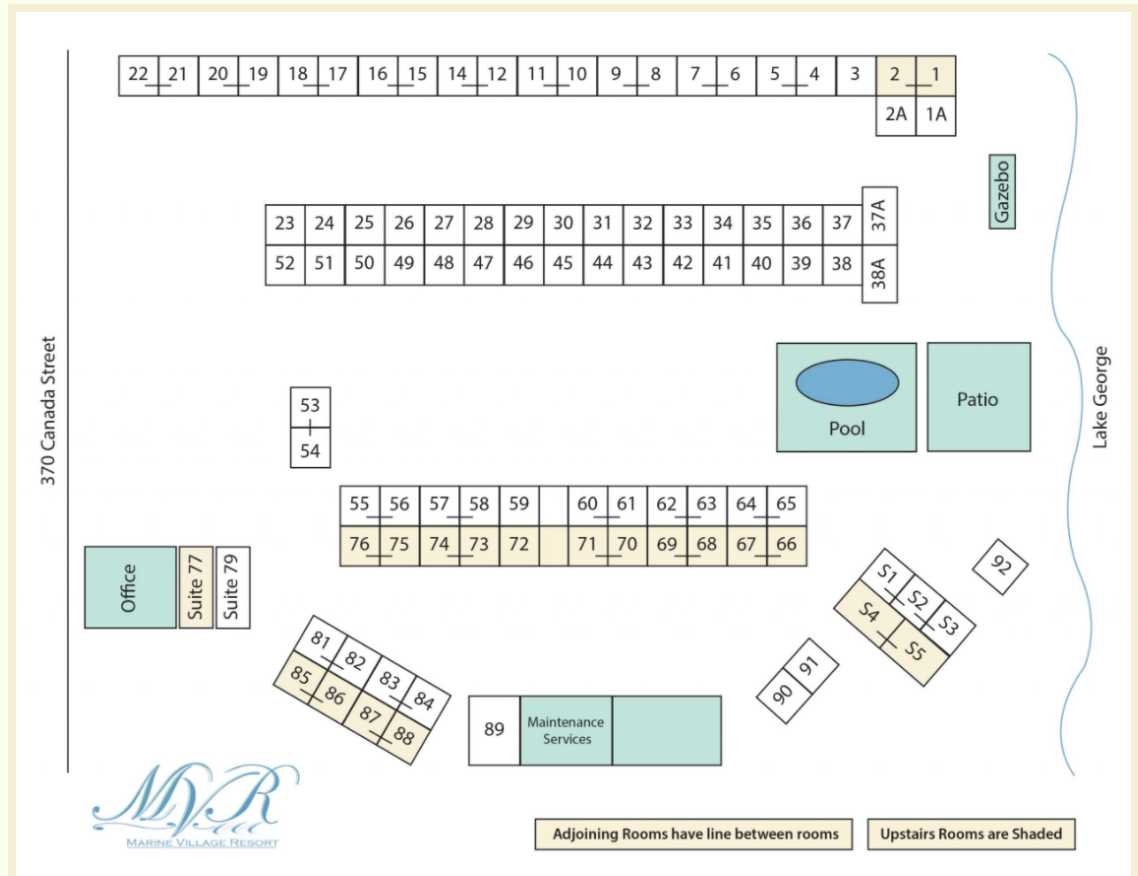 22 21 20 19 18 17 16 15 14 12 11 10 9 8 7 6 5 4 3 2 1
2A 1A
Gazebo
37A
23 24 25 26 27 28 29 30 31 32 33 34 35 36 37
52 51 50 49 48 47 46 45 44 43 42 41 40 39 38
38A
370 Canada Street
Lake George
53
54
Pool
Patio
55 56 57 58 59 60 61 62 63 64 65
76 75 74 73 72 71 70 69 68 67 66
Office
Suite 77
Suite 79
92
S1 S2 S3
S4 S5
81 82 83 84
85 86 87 88
90 91
89
Maintenance
Services
MVR
MARINE VILLAGE RESORT
Adjoining Rooms have line between rooms
Upstairs Rooms are Shaded